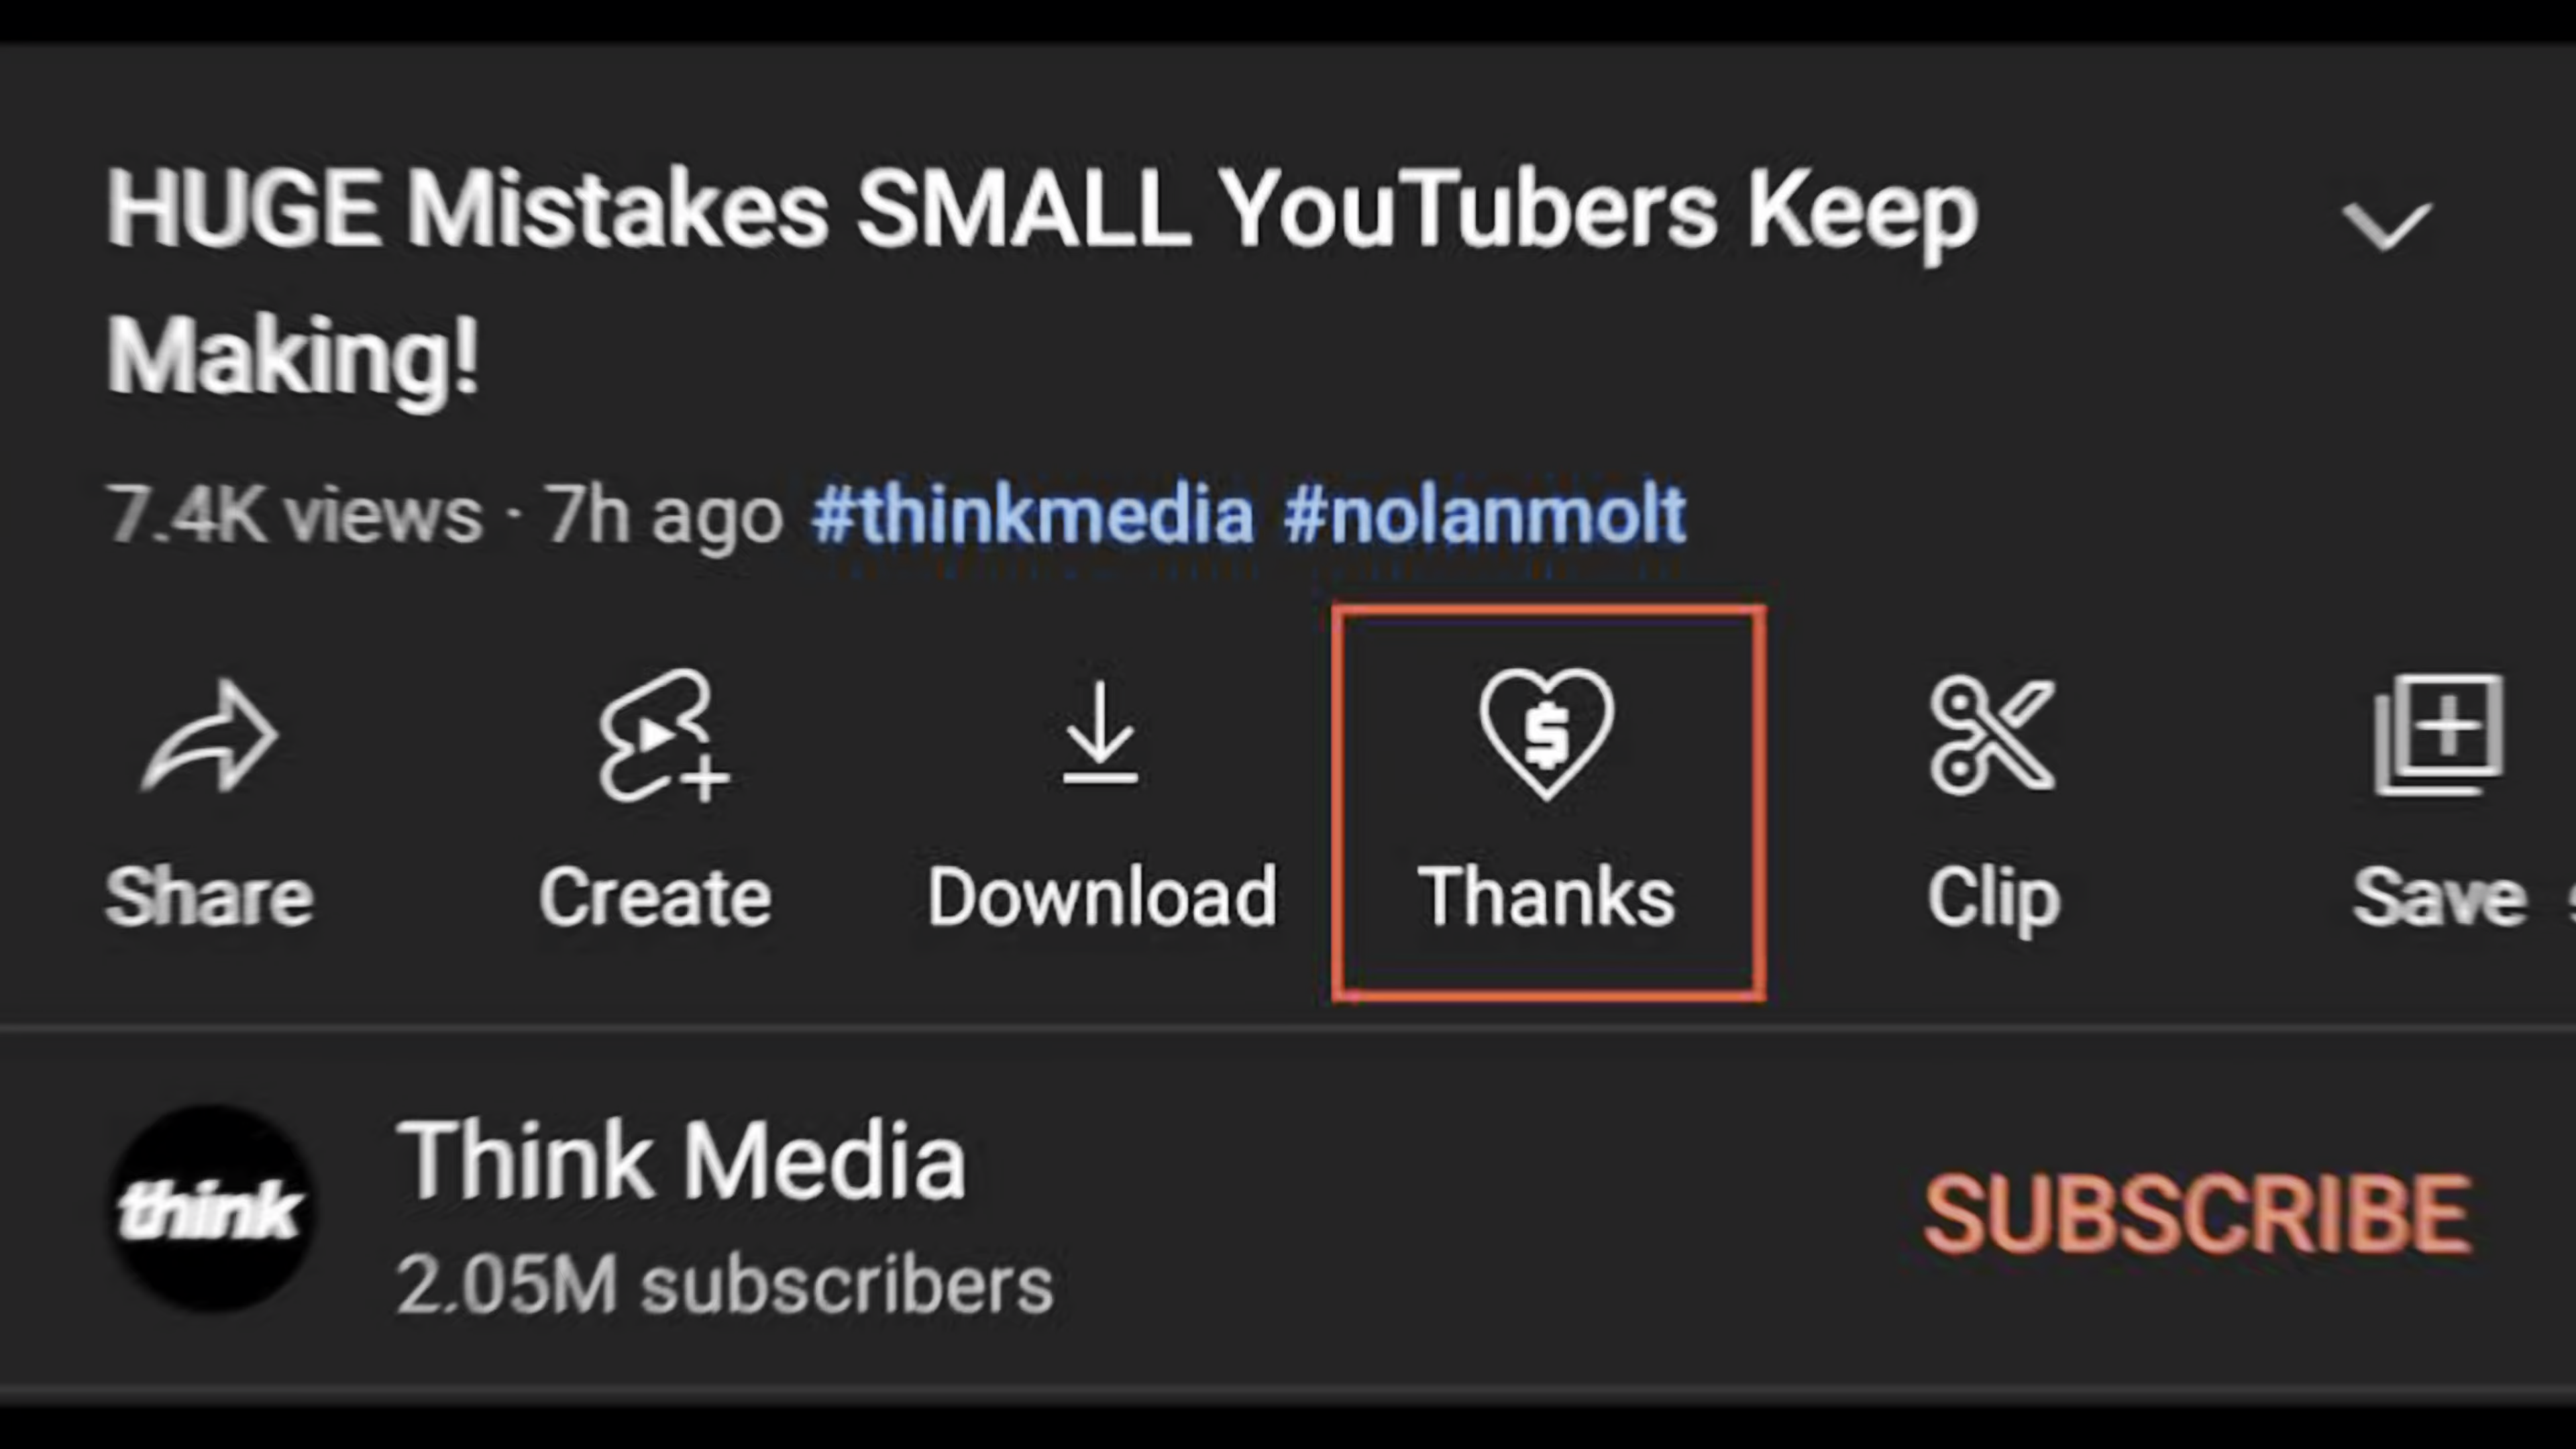 HUGE Mistakes SMALL YouTubers Keep
Making!
7.4K views · 7h ago #thinkmedia #nolanmolt
$
Share Create Download Thanks Clip Save
think
Think Media
2.05M subscribers
SUBSCRIBE